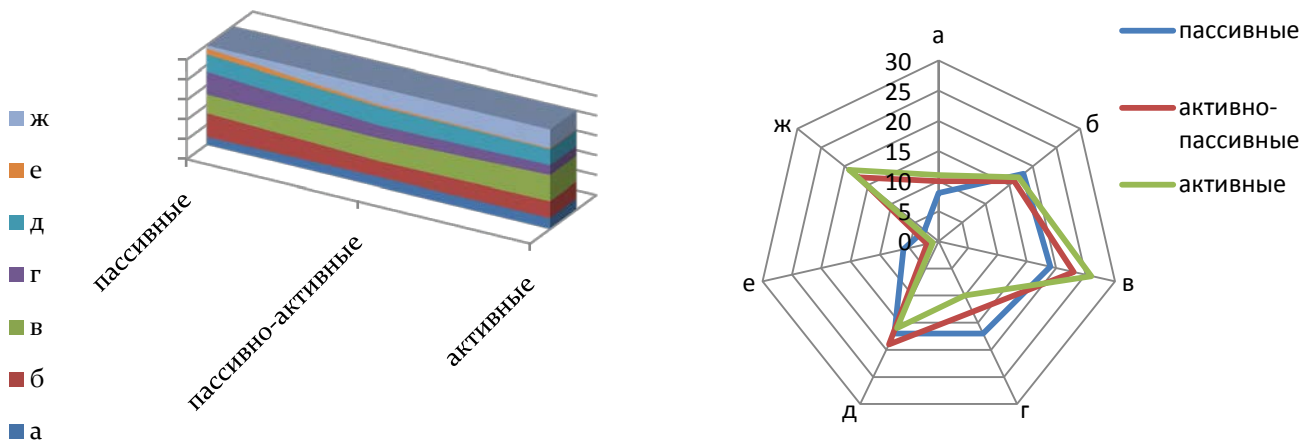 ж
е
д
г
в
б
а
пассивные
пассивно-активные
активные
а
б
в
г
д
е
ж
30
25
20
15
10
5
0
пассивные
активно-
пассивные
активные